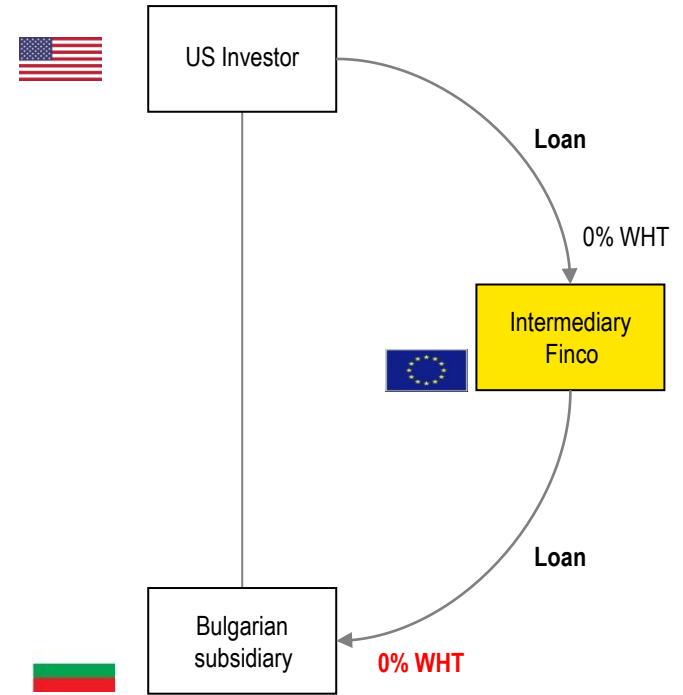 US Investor
Loan
0% WHT
Intermediary
Finco
Loan
Bulgarian
subsidiary
0% WHT